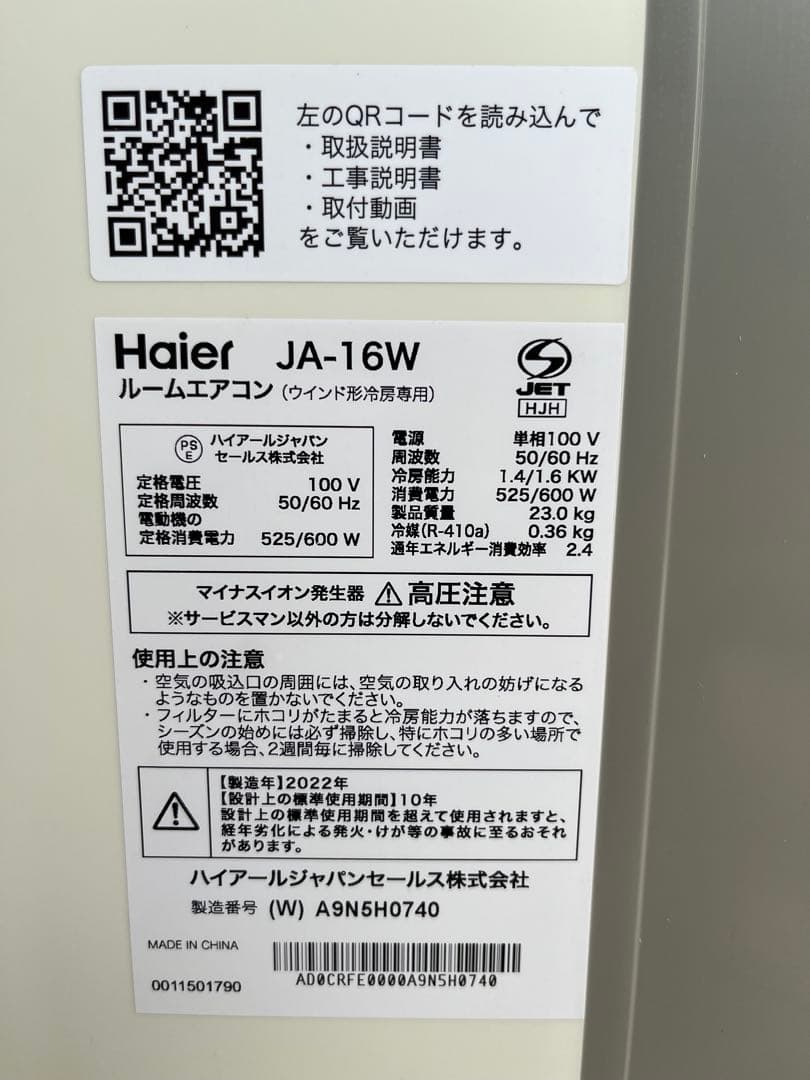 左のQRコードを読み込んで
・取扱説明書
・工事説明書
・取付動画
をご覧いただけます。
Haier JA-16W
ルームエアコン (ウインド形冷房専用)
JET
HJH
PS
E
ハイアールジャパン
セールス株式会社
定格電圧 100 V
定格周波数 50/60 Hz
電動機の
定格消費電力 525/600 W
電源 単相100 V
周波数 50/60 Hz
冷房能力 1.4/1.6 KW
消費電力 525/600 W
製品質量 23.0 kg
冷媒(R-410a) 0.36 kg
通年エネルギー消費効率 2.4
マイナスイオン発生器 ⚠高圧注意
※サービスマン以外の方は分解しないでください。
使用上の注意
・空気の吸込口の周囲には、空気の取り入れの妨げになる
ようなものを置かないでください。
・フィルターにホコリがたまると冷房能力が落ちますので、
シーズンの始めには必ず掃除し、特にホコリの多い場所で
使用する場合、2週間毎に掃除してください。
【製造年】2022年
【設計上の標準使用期間】10年
設計上の標準使用期間を超えて使用されますと、
経年劣化による発火・けが等の事故に至るおそれ
があります。
ハイアールジャパンセールス株式会社
製造番号 (W) A9N5H0740
MADE IN CHINA
0011501790
AD0CRFE0000A9N5H0740